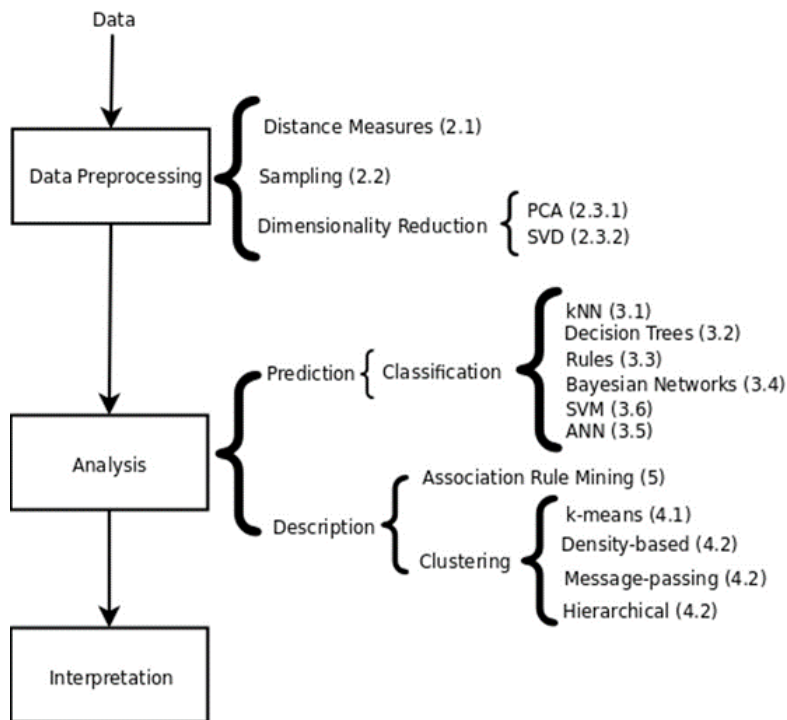 Data
Data Preprocessing
Distance Measures (2.1)
Sampling (2.2)
Dimensionality Reduction
PCA (2.3.1)
SVD (2.3.2)
Analysis
Prediction
Classification
kNN (3.1)
Decision Trees (3.2)
Rules (3.3)
Bayesian Networks (3.4)
SVM (3.6)
ANN (3.5)
Description
Association Rule Mining (5)
Clustering
k-means (4.1)
Density-based (4.2)
Message-passing (4.2)
Hierarchical (4.2)
Interpretation